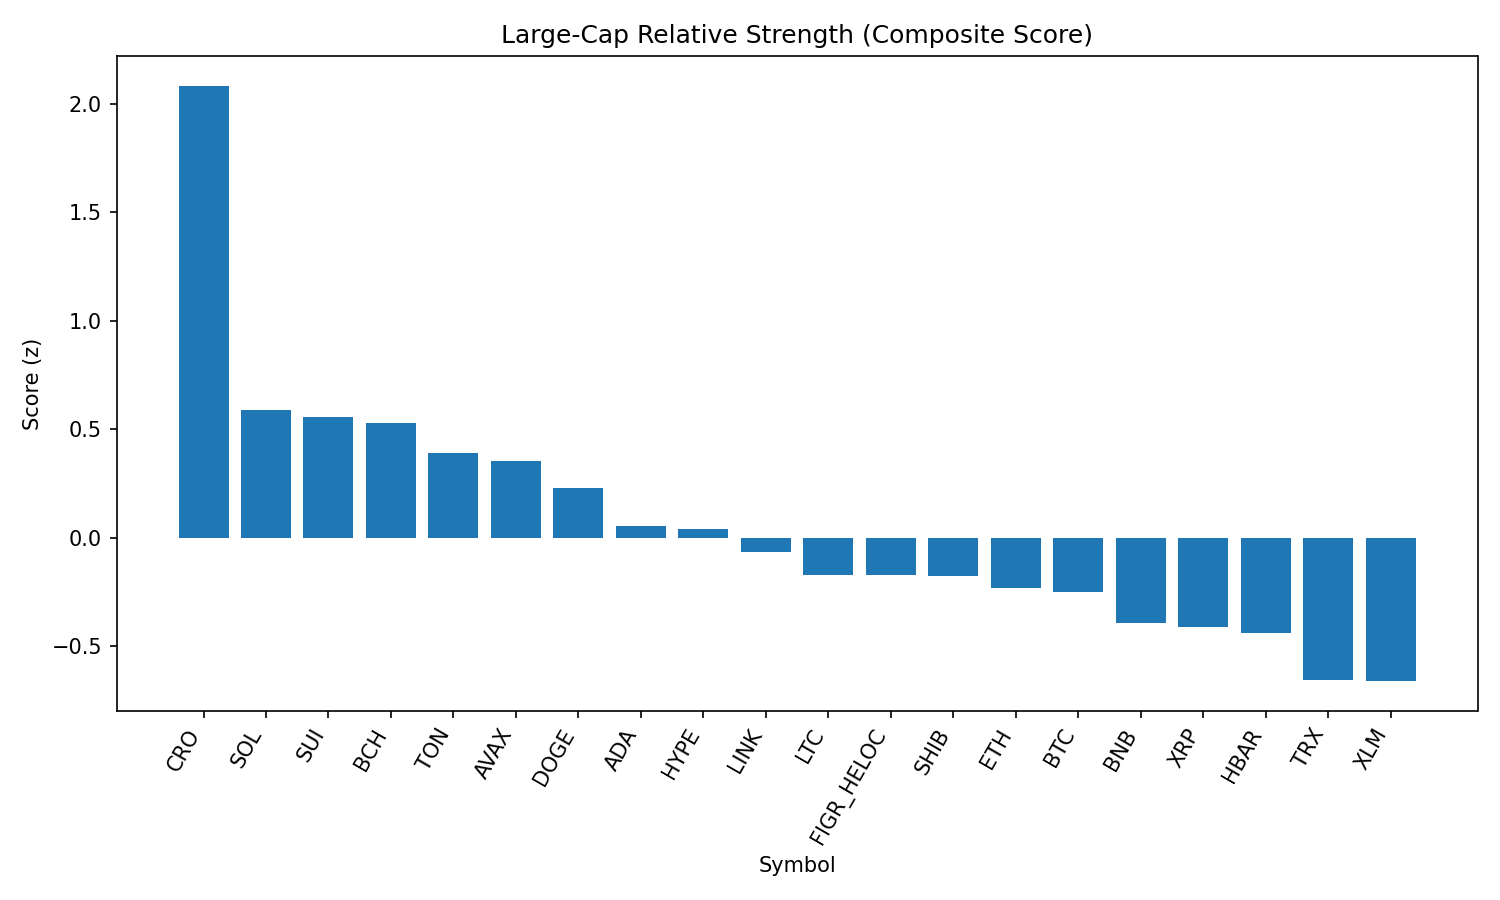 Large-Cap Relative Strength (Composite Score)
Score (z)
2.0
1.5
1.0
0.5
0.0
−0.5
CRO
SOL
SUI
BCH
TON
AVAX
DOGE
ADA
HYPE
LINK
LTC
FIGR_HELOC
SHIB
ETH
BTC
BNB
XRP
HBAR
TRX
XLM
Symbol